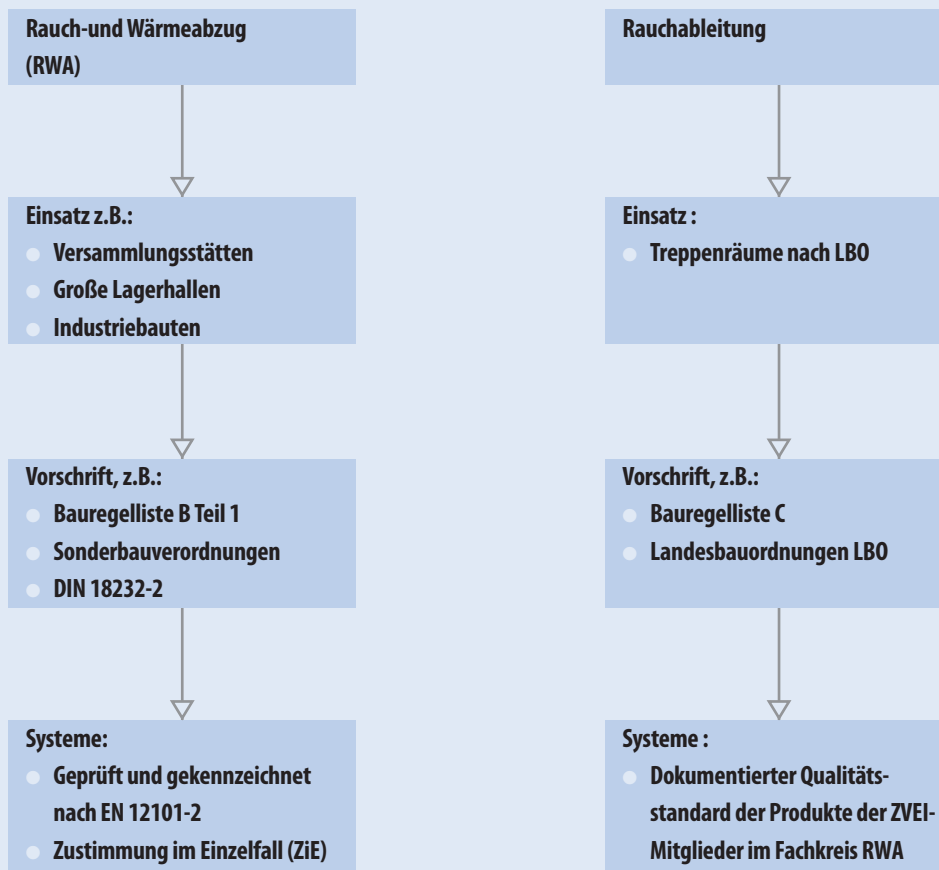 Rauch-und Wärmeabzug
(RWA)
Einsatz z.B.:
Versammlungsstätten
Große Lagerhallen
Industriebauten
Vorschrift, z.B.:
Bauregelliste B Teil 1
Sonderbauverordnungen
DIN 18232-2
Systeme:
Geprüft und gekennzeichnet
nach EN 12101-2
Zustimmung im Einzelfall (ZiE)
Rauchableitung
Einsatz :
Treppenräume nach LBO
Vorschrift, z.B.:
Bauregelliste C
Landesbauordnungen LBO
Systeme :
Dokumentierter Qualitäts-
standard der Produkte der ZVEI-
Mitglieder im Fachkreis RWA